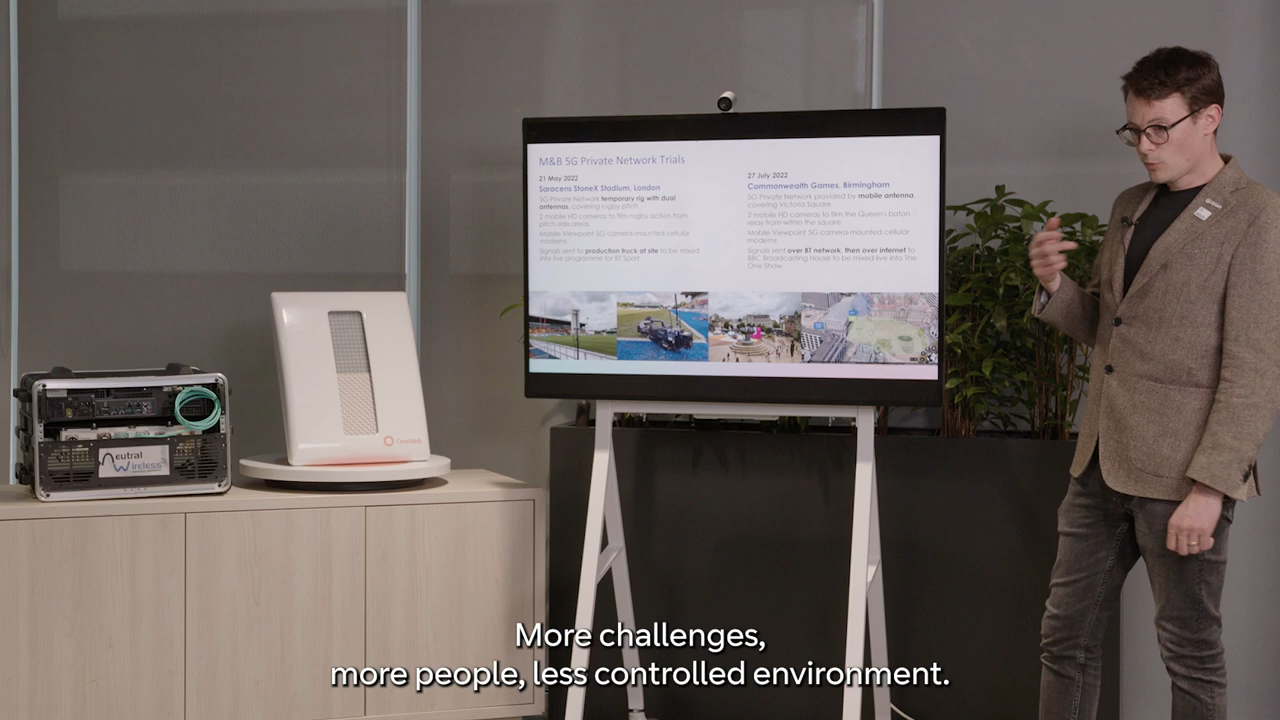 M&B 5G Private Network Trials
21 May 2022
Saracens StoneX Stadium, London
5G Private Network temporary rig with dual
antennas, covering rugby pitch
2 mobile HD cameras to film rugby action from
pitch-side areas
Mobile Viewpoint 5G camera-mounted cellular
modems
Signals sent to production truck at site to be mixed
into live programme for BT Sport
27 July 2022
Commonwealth Games, Birmingham
5G Private Network provided by mobile antenna,
covering Victoria Square
2 mobile HD cameras to film the Queen's baton
relay from within the square
Mobile Viewpoint 5G camera-mounted cellular
modems
Signals sent over BT network, then over internet to
BBC Broadcasting House to be mixed live into The
One Show
OneWeb
Neutral
Wireless
More challenges,
more people, less controlled environment.